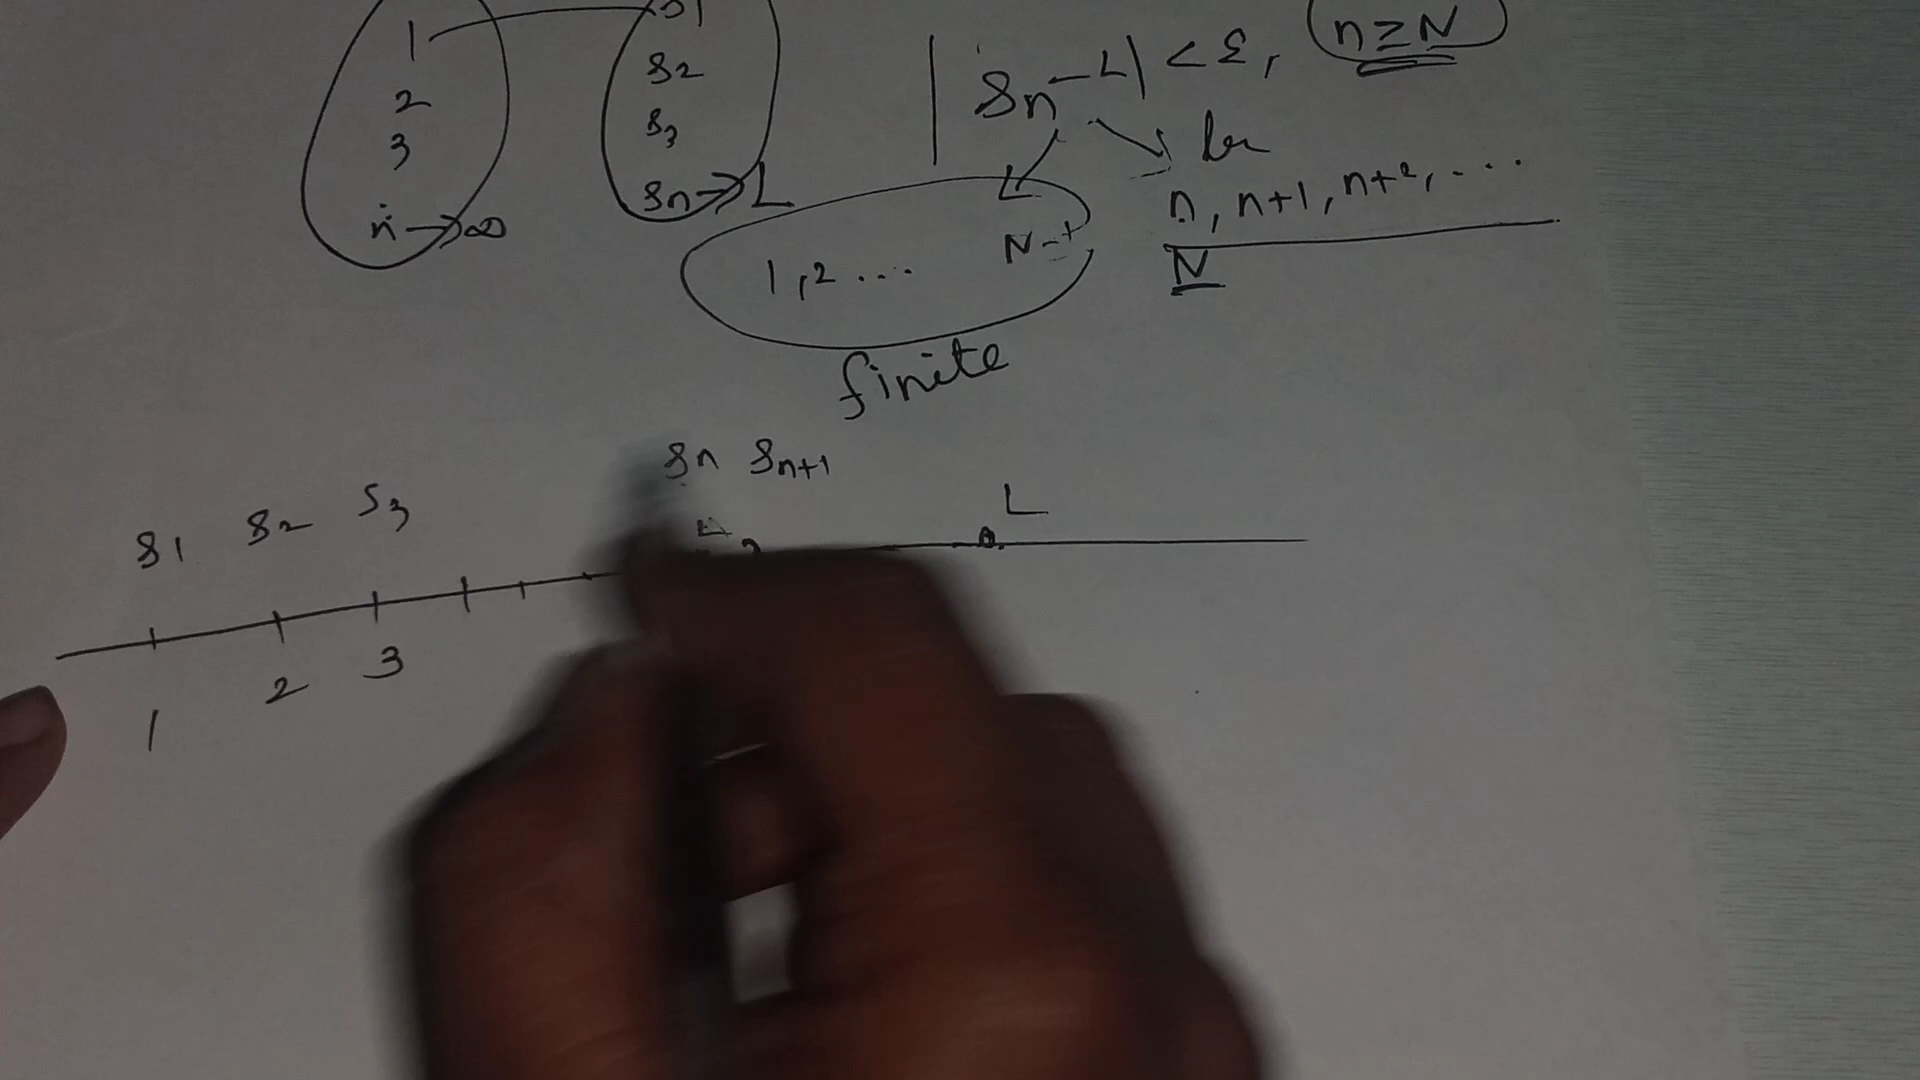 1 S1
2 S2
3 S3
n → ∞ Sn → L
|Sn - L| < ε, n ≥ N
n, n+1, n+2, ...
N
1, 2 .... N-1
finite
Sn Sn+1
S1 S2 S3 L
1 2 3